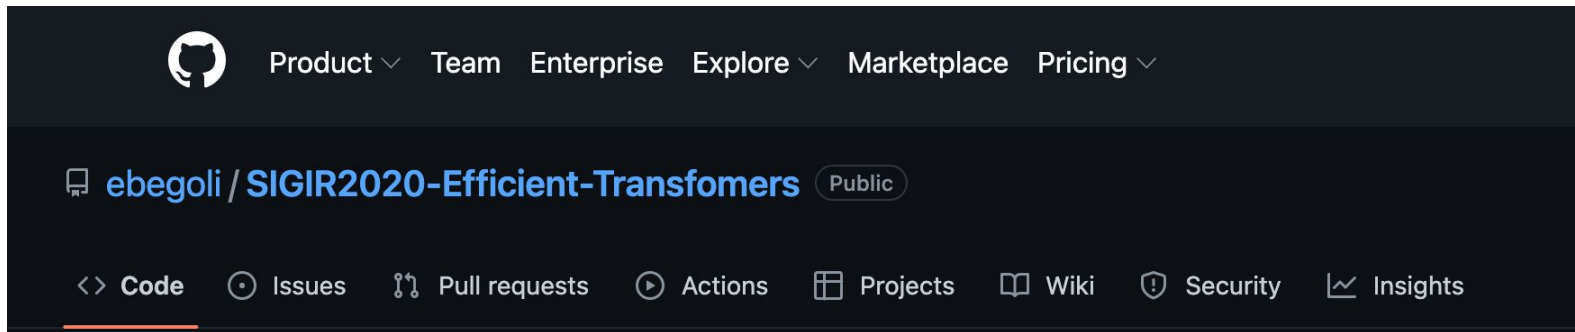 Product Team Enterprise Explore Marketplace Pricing
ebegoli / SIGIR2020-Efficient-Transfomers Public
<> Code Issues Pull requests Actions Projects Wiki Security Insights